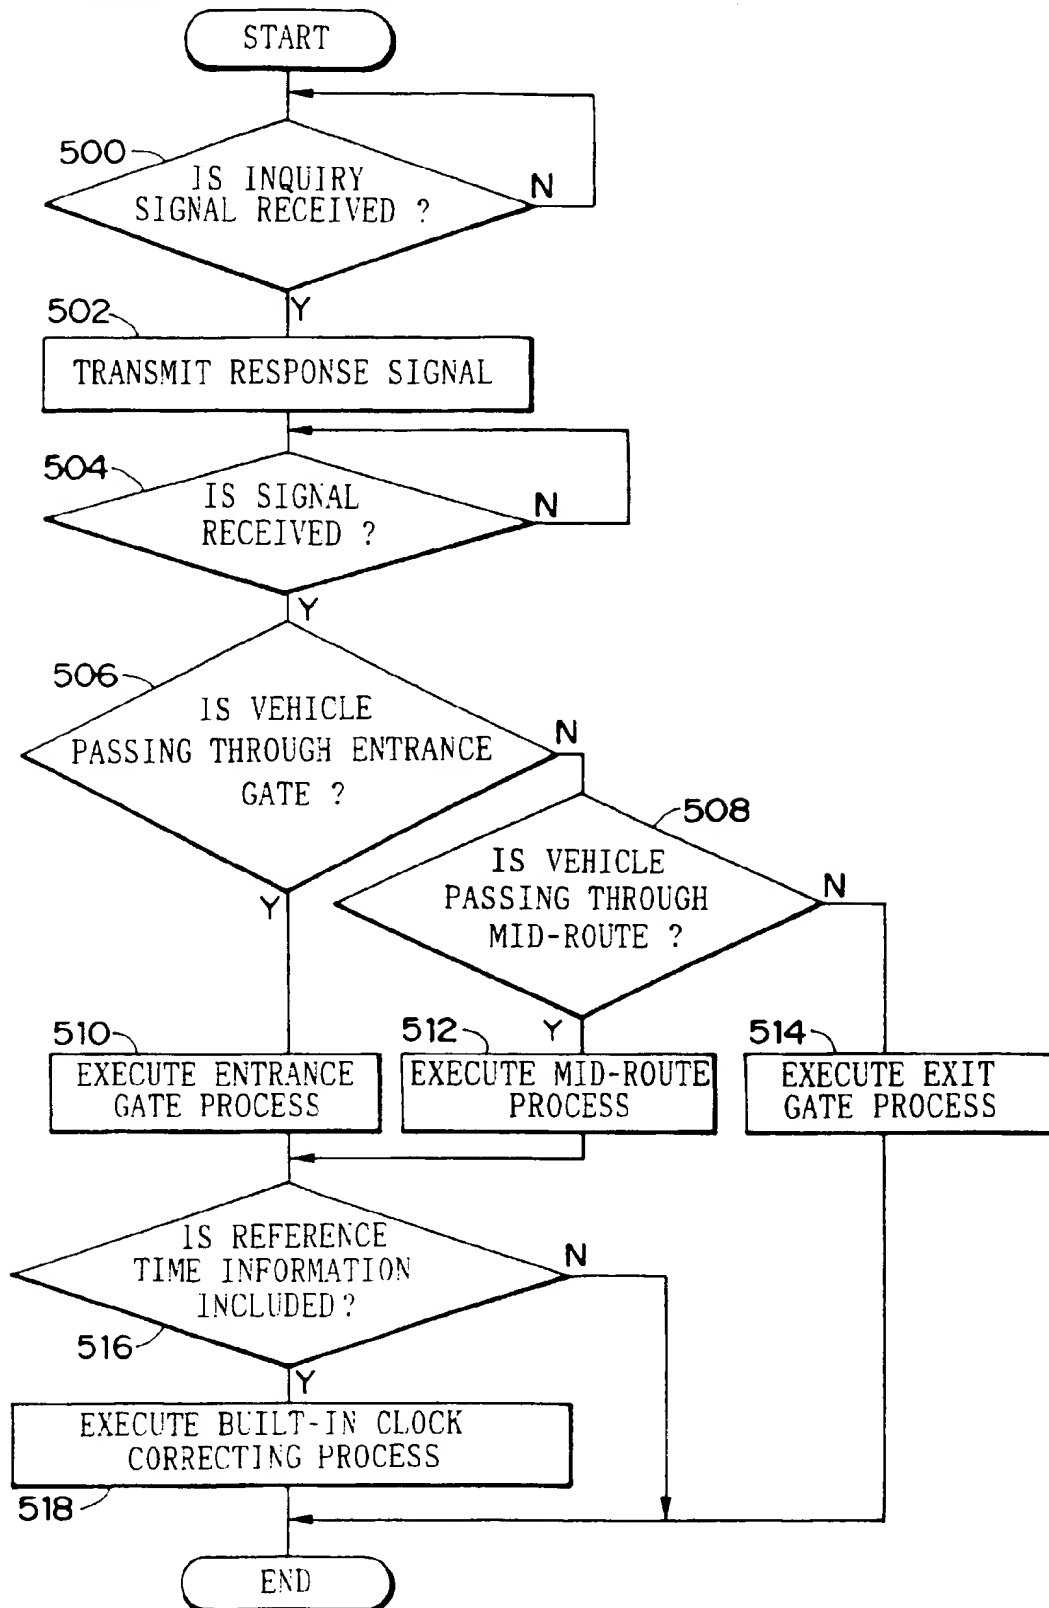 START
500
IS INQUIRY
SIGNAL RECEIVED ?
N
Y
502
TRANSMIT RESPONSE SIGNAL
504
IS SIGNAL
RECEIVED ?
N
Y
506
IS VEHICLE
PASSING THROUGH ENTRANCE
GATE ?
N
Y
508
IS VEHICLE
PASSING THROUGH
MID-ROUTE ?
N
Y
510
EXECUTE ENTRANCE
GATE PROCESS
512
EXECUTE MID-ROUTE
PROCESS
514
EXECUTE EXIT
GATE PROCESS
IS REFERENCE
TIME INFORMATION
INCLUDED ?
N
516
Y
EXECUTE BUILT-IN CLOCK
CORRECTING PROCESS
518
END